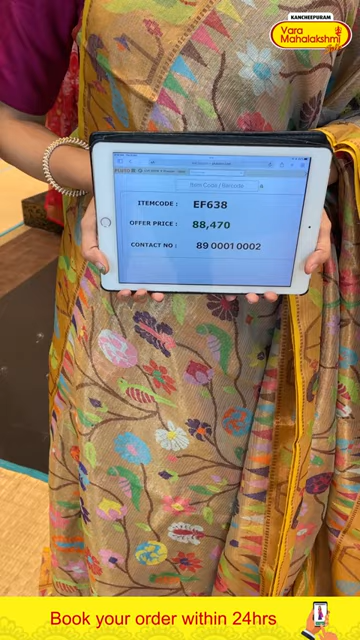 KANCHEEPURAM
Vara
Mahalakshmi
Item Code / Barcode
ITEMCODE : EF638
OFFER PRICE : 88,470
CONTACT NO : 89 0001 0002
Book your order within 24hrs